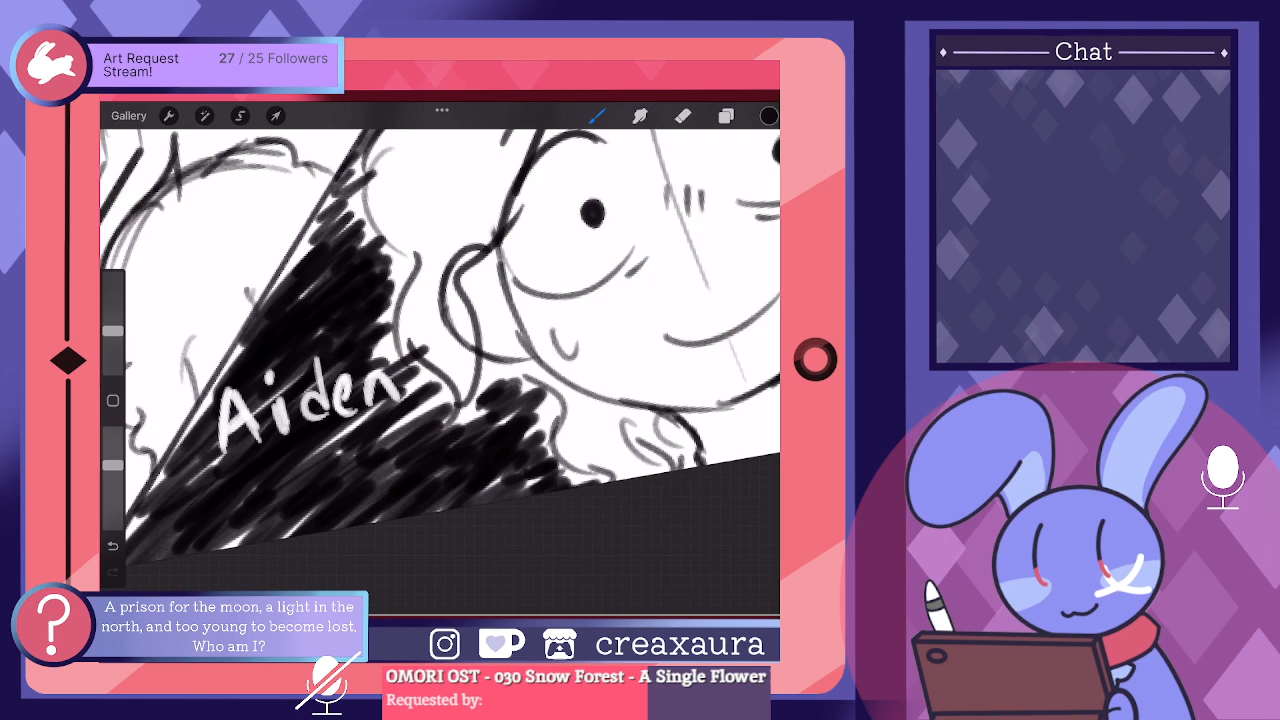 Art Request
Stream!
27 / 25 Followers
Chat
Gallery
Aiden
A prison for the moon, a light in the
north, and too young to become lost.
Who am I?
creaxaura
OMORI OST - 030 Snow Forest - A Single Flower
Requested by: